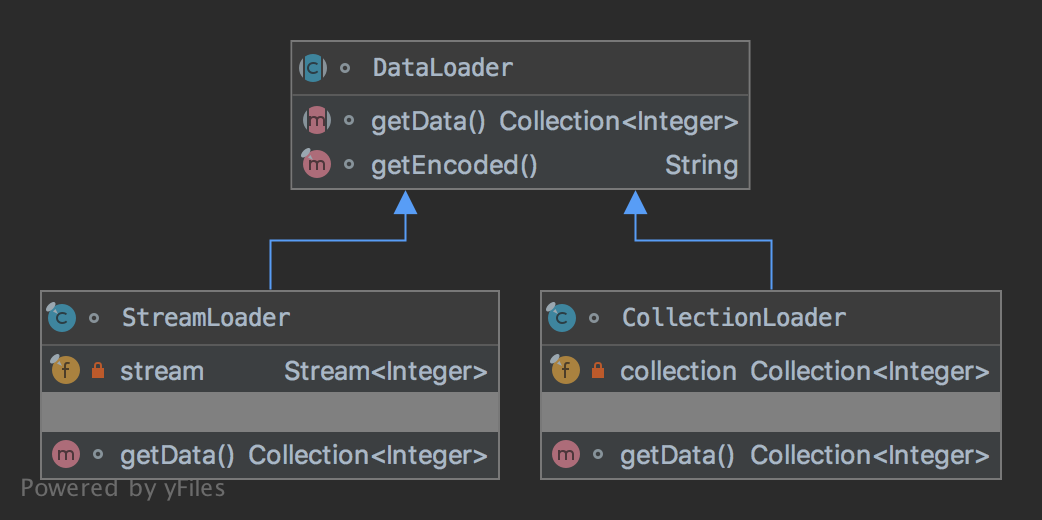 DataLoader
getData() Collection<Integer>
getEncoded() String
StreamLoader
stream Stream<Integer>
getData() Collection<Integer>
CollectionLoader
collection Collection<Integer>
getData() Collection<Integer>
Powered by yFiles